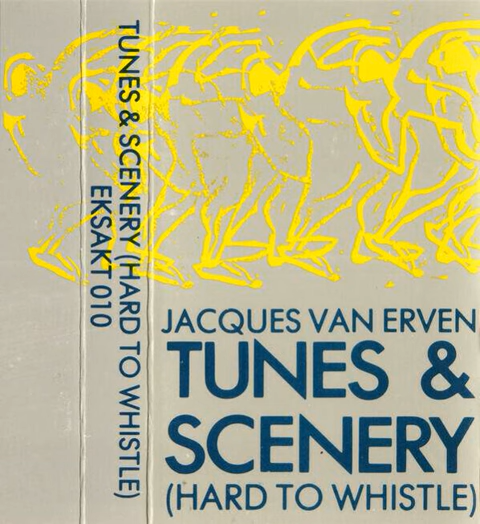 TUNES & SCENERY (HARD TO WHISTLE)
EKSAKT 010
JACQUES VAN ERVEN
TUNES &
SCENERY
(HARD TO WHISTLE)